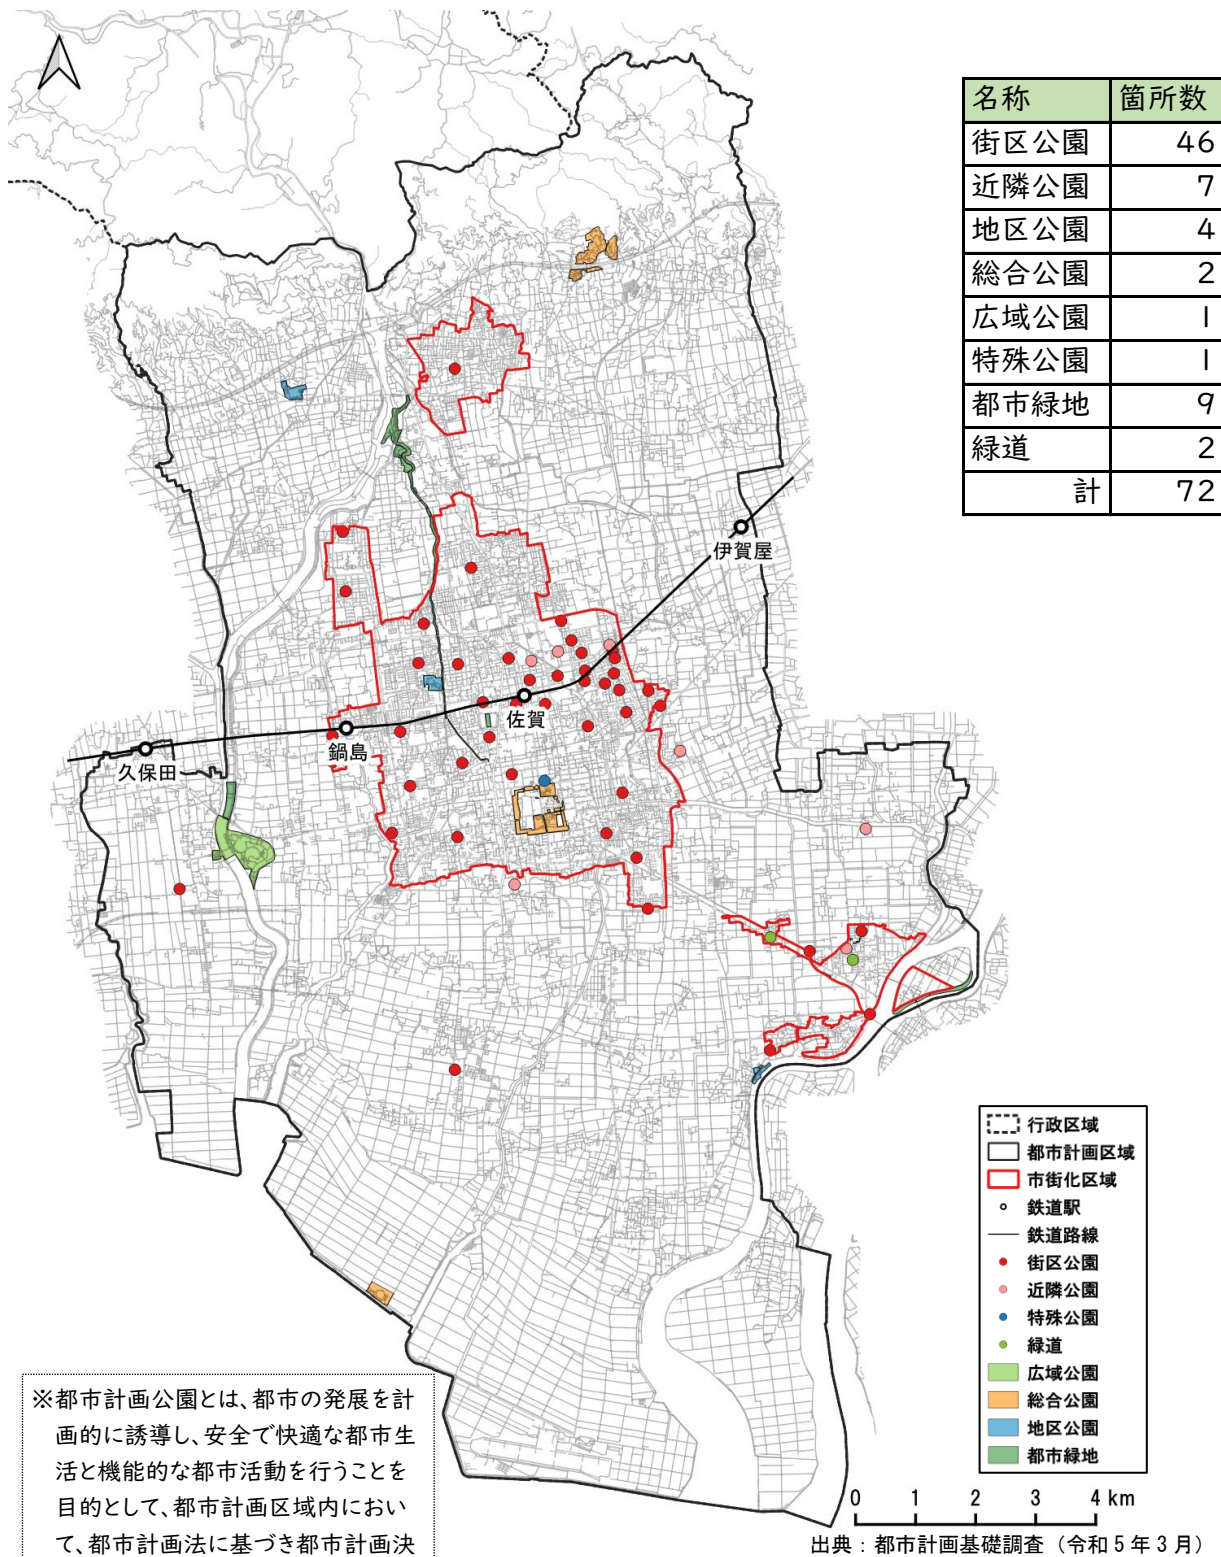 名称 箇所数
街区公園 46
近隣公園 7
地区公園 4
総合公園 2
広域公園 1
特殊公園 1
都市緑地 9
緑道 2
計 72
伊賀屋
佐賀
鍋島
久保田
行政区域
都市計画区域
市街化区域
鉄道駅
鉄道路線
街区公園
近隣公園
特殊公園
緑道
広域公園
総合公園
地区公園
都市緑地
0 1 2 3 4 km
※都市計画公園とは、都市の発展を計
画的に誘導し、安全で快適な都市生
活と機能的な都市活動を行うことを
目的として、都市計画区域内におい
て、都市計画法に基づき都市計画決
出典：都市計画基礎調査（令和5年3月）